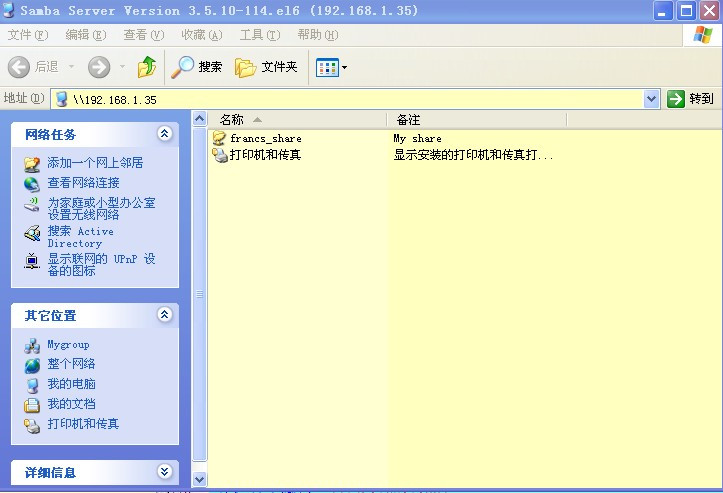 Samba Server Version 3.5.10-114.el6 (192.168.1.35)
文件(F) 编辑(E) 查看(V) 收藏(A) 工具(T) 帮助(H)
后退 搜索 文件夹
地址(D) \\192.168.1.35 转到
名称 备注
francs_share My share
打印机和传真 显示安装的打印机和传真打...
网络任务
添加一个网上邻居
查看网络连接
为家庭或小型办公室
设置无线网络
搜索 Active
Directory
显示联网的 UPnP 设
备的图标
其它位置
Mygroup
整个网络
我的电脑
我的文档
打印机和传真
详细信息